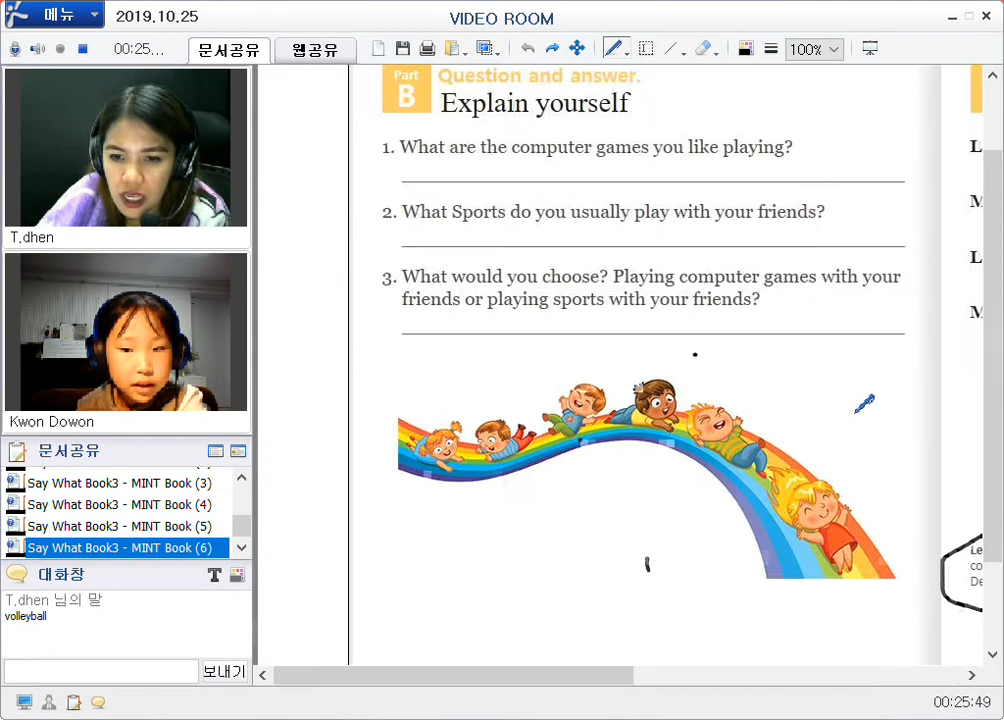 메뉴
2019.10.25
VIDEO ROOM
00:25...
문서공유
웹공유
100%
T.dhen
Kwon Dowon
문서공유
Say What Book3 - MINT Book (3)
Say What Book3 - MINT Book (4)
Say What Book3 - MINT Book (5)
Say What Book3 - MINT Book (6)
대화창
T.dhen 님의 말
volleyball
보내기
Part
B
Question and answer.
Explain yourself
1. What are the computer games you like playing?
2. What Sports do you usually play with your friends?
3. What would you choose? Playing computer games with your
friends or playing sports with your friends?
L
M
L
M
Le
co
De
00:25:49